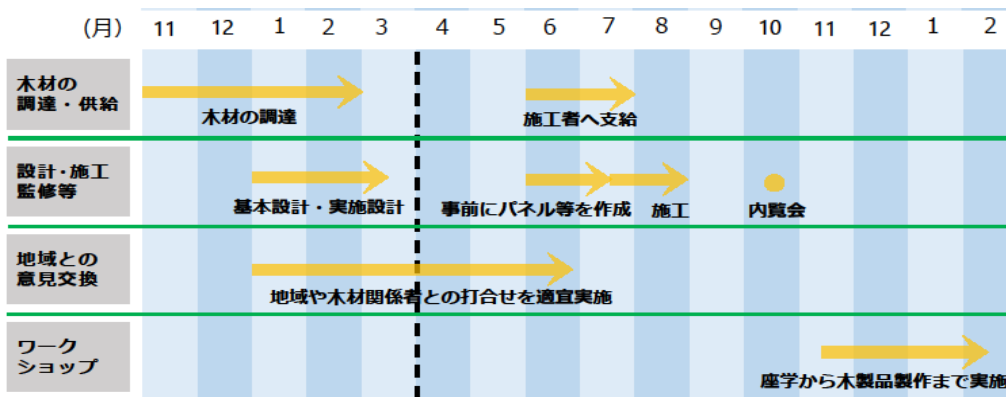 (月) 11 12 1 2 3 4 5 6 7 8 9 10 11 12 1 2
木材の
調達・供給
木材の調達
施工者へ支給
設計・施工
監修等
基本設計・実施設計
事前にパネル等を作成
施工
内覧会
地域との
意見交換
地域や木材関係者との打合せを適宜実施
ワーク
ショップ
座学から木製品製作まで実施